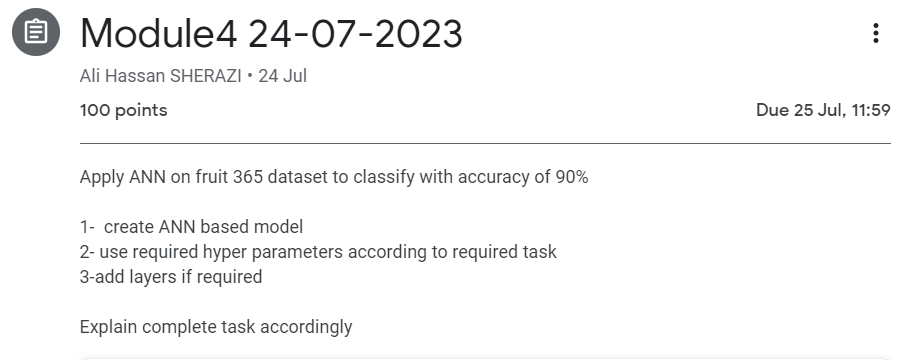 Module4 24-07-2023
Ali Hassan SHERAZI • 24 Jul
100 points
Due 25 Jul, 11:59
Apply ANN on fruit 365 dataset to classify with accuracy of 90%
1-  create ANN based model
2- use required hyper parameters according to required task
3-add layers if required
Explain complete task accordingly